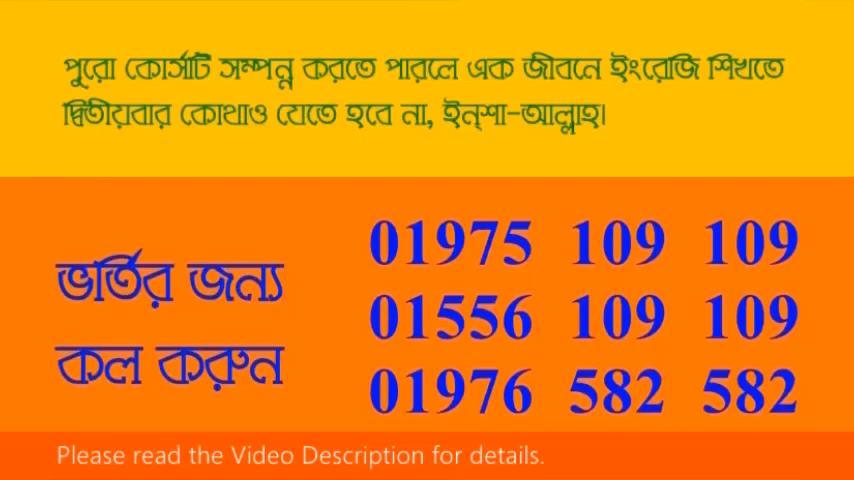 পুরো কোর্সটি সম্পন্ন করতে পারলে এক জীবনে ইংরেজি শিখতে
দ্বিতীয়বার কোথাও যেতে হবে না, ইন্‌শা-আল্লাহ।
ভর্তির জন্য
কল করুন
01975 109 109
01556 109 109
01976 582 582
Please read the Video Description for details.